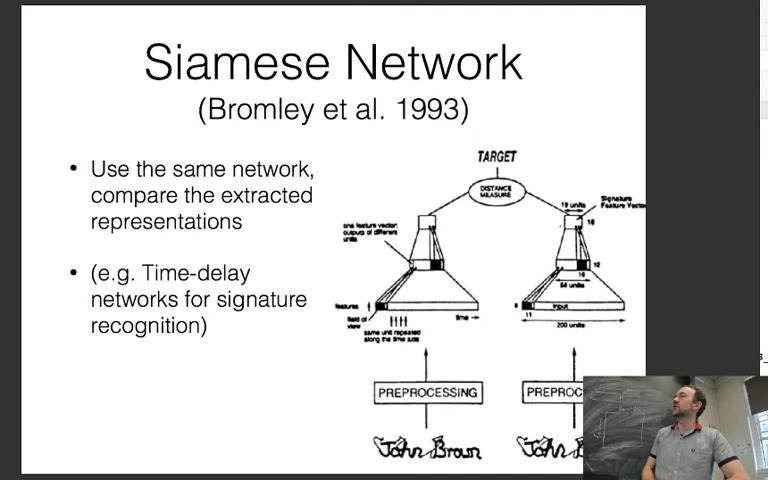 Siamese Network
(Bromley et al. 1993)
• Use the same network,
compare the extracted
representations
• (e.g. Time-delay
networks for signature
recognition)
TARGET
DISTANCE
MEASURE
19 units
Signature
Feature Vecto
16
one feature vector:
outputs of different
units
12
16
64 units
features
field of
view
time
same unit repeated
along the time axis
8
11
input
200 units
PREPROCESSING
PREPROC
John Brown
John B